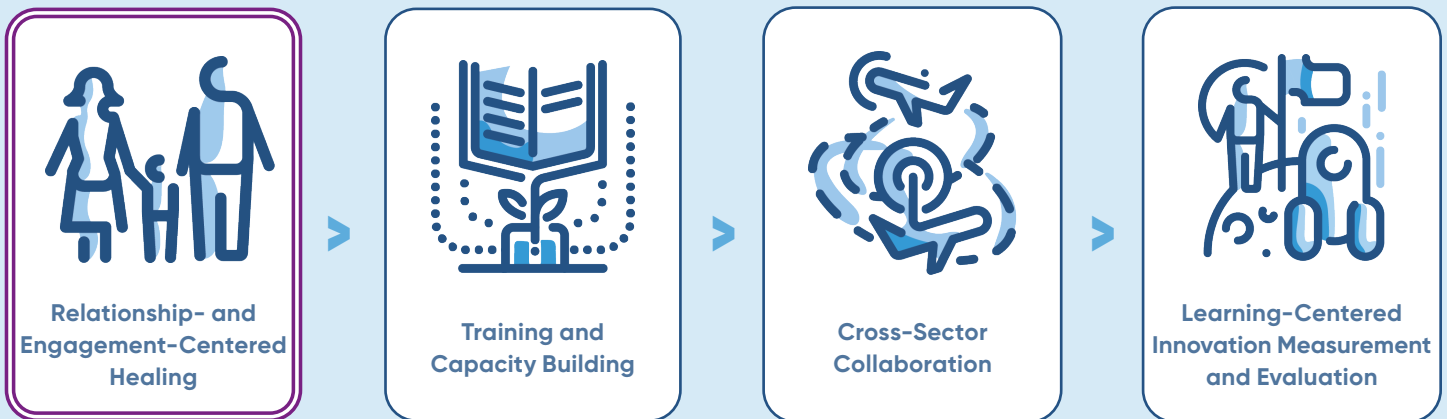 Relationship- and
Engagement-Centered
Healing
Training and
Capacity Building
Cross-Sector
Collaboration
Learning-Centered
Innovation Measurement
and Evaluation